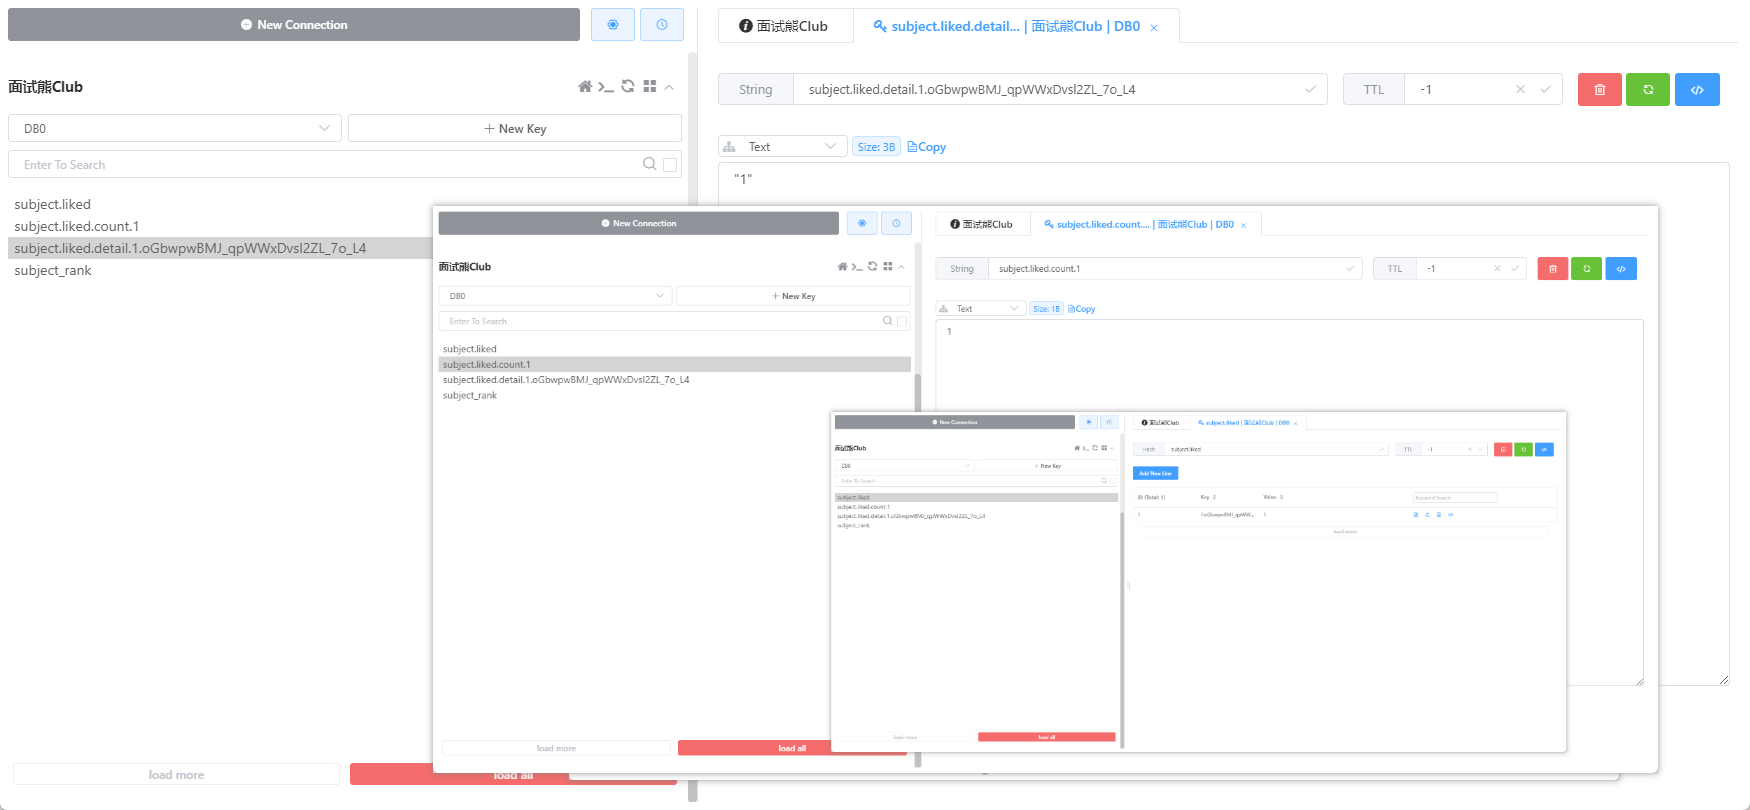 New Connection
面试熊Club
DB0
New Key
Enter To Search
subject.liked
subject.liked.count.1
subject.liked.detail.1.oGbwpwBMJ_qpWWxDvsl2ZL_7o_L4
subject_rank
load more
load all
面试熊Club
subject.liked.detail... | 面试熊Club | DB0
String
subject.liked.detail.1.oGbwpwBMJ_qpWWxDvsl2ZL_7o_L4
TTL
-1
Text
Size: 3B
Copy
"1"
New Connection
面试熊Club
DB0
New Key
Enter To Search
subject.liked
subject.liked.count.1
subject.liked.detail.1.oGbwpwBMJ_qpWWxDvsl2ZL_7o_L4
subject_rank
load more
load all
面试熊Club
subject.liked.count.... | 面试熊Club | DB0
String
subject.liked.count.1
TTL
-1
Text
Size: 1B
Copy
1
New Connection
面试熊Club
DB0
New Key
Enter To Search
subject.liked
subject.liked.count.1
subject.liked.detail.1.oGbwpwBMJ_qpWWxDvsl2ZL_7o_L4
subject_rank
load more
load all
面试熊Club
subject.liked | 面试熊Club | DB0
Hash
subject.liked
TTL
-1
Add New Line
ID (Total: 1)
Key
Value
Keyword Search
1
1:oGbwpwBMJ_qpWW...
1
load more